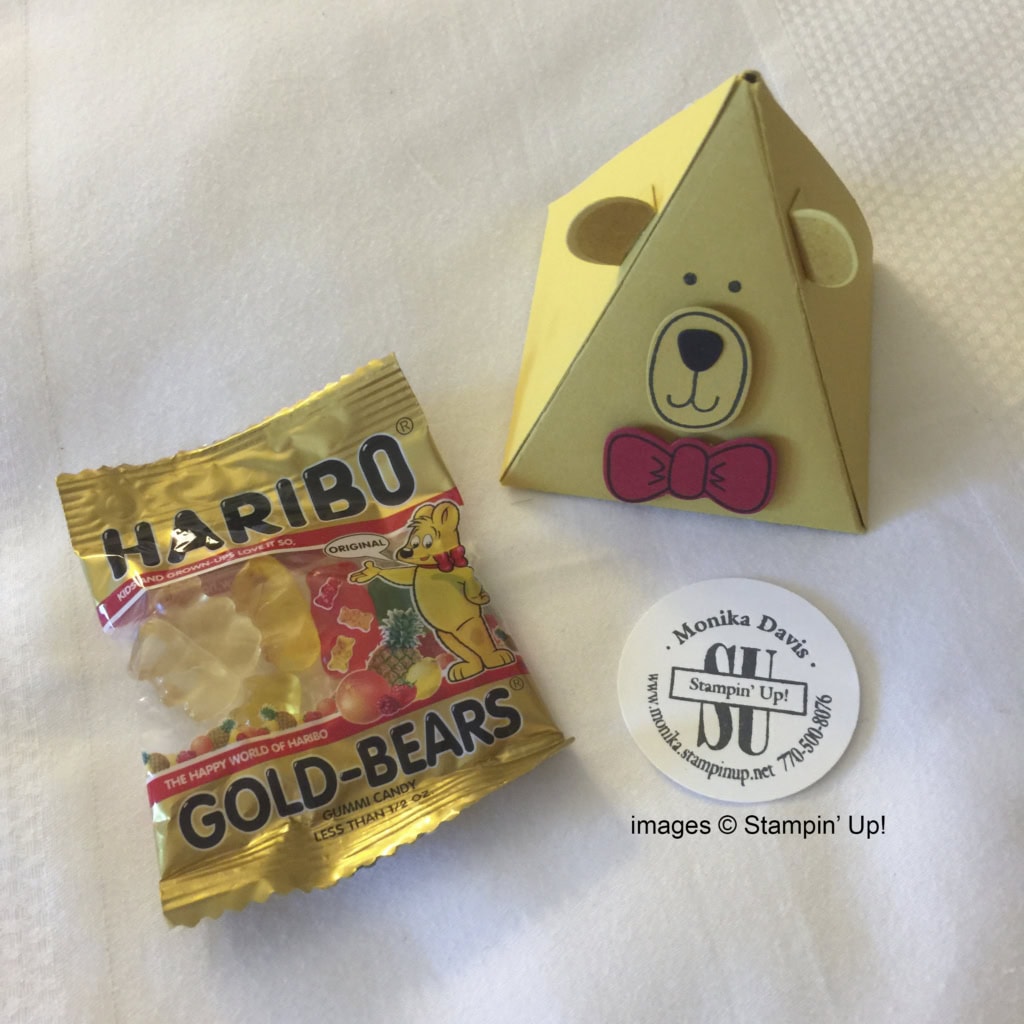 HARIBO®
ORIGINAL
KIDS AND GROWN-UPS LOVE IT SO,
THE HAPPY WORLD OF HARIBO
GOLD-BEARS®
GUMMI CANDY
LESS THAN 1/2 OZ.
· Monika Davis ·
SU
Stampin' Up!
SU
www.monika.stampinup.net 770-500-8076
images © Stampin' Up!